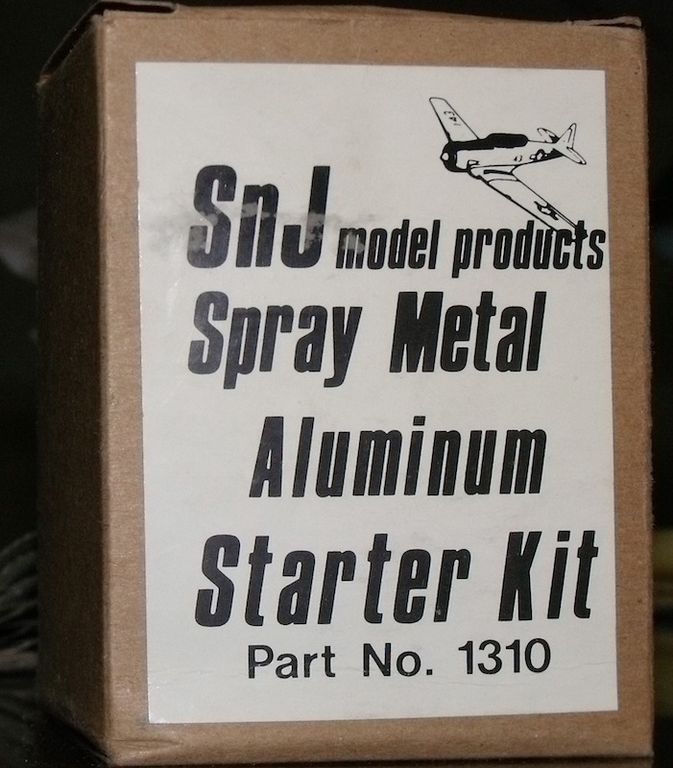 SnJ model products
Spray Metal
Aluminum
Starter Kit
Part No. 1310